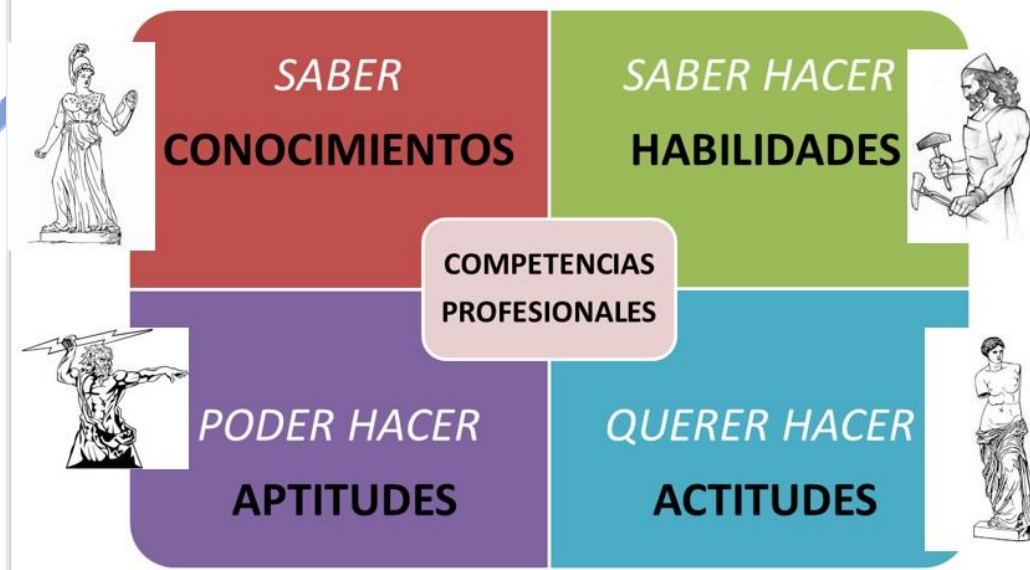 SABER
CONOCIMIENTOS
SABER HACER
HABILIDADES
COMPETENCIAS
PROFESIONALES
PODER HACER
APTITUDES
QUERER HACER
ACTITUDES